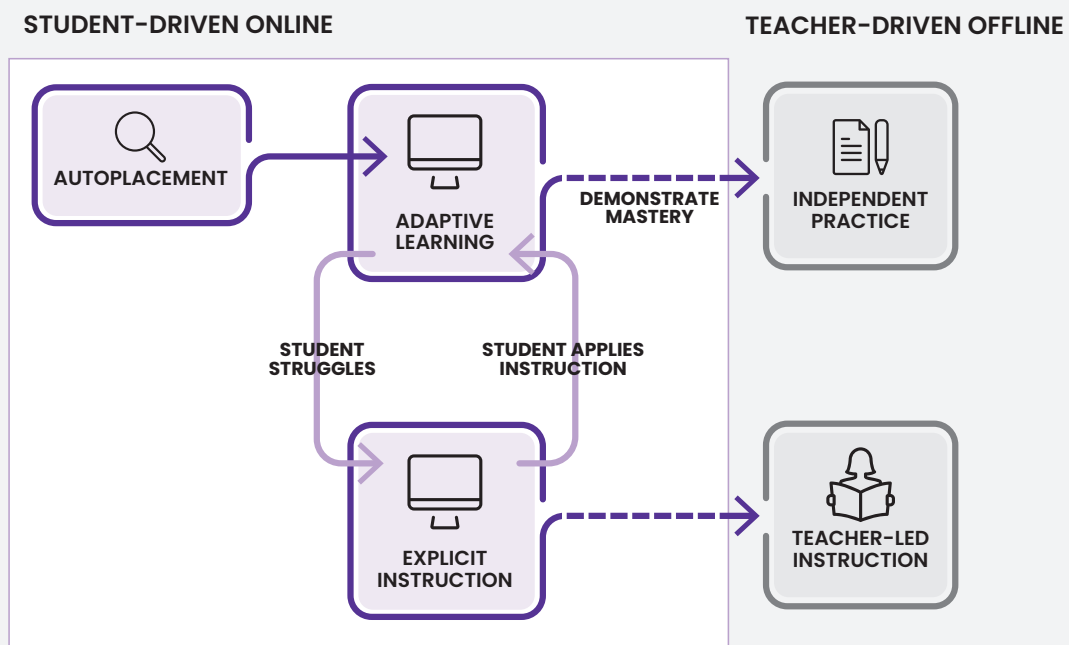 STUDENT-DRIVEN ONLINE
TEACHER-DRIVEN OFFLINE
AUTOPLACEMENT
ADAPTIVE
LEARNING
DEMONSTRATE
MASTERY
INDEPENDENT
PRACTICE
STUDENT
STRUGGLES
STUDENT APPLIES
INSTRUCTION
EXPLICIT
INSTRUCTION
TEACHER-LED
INSTRUCTION